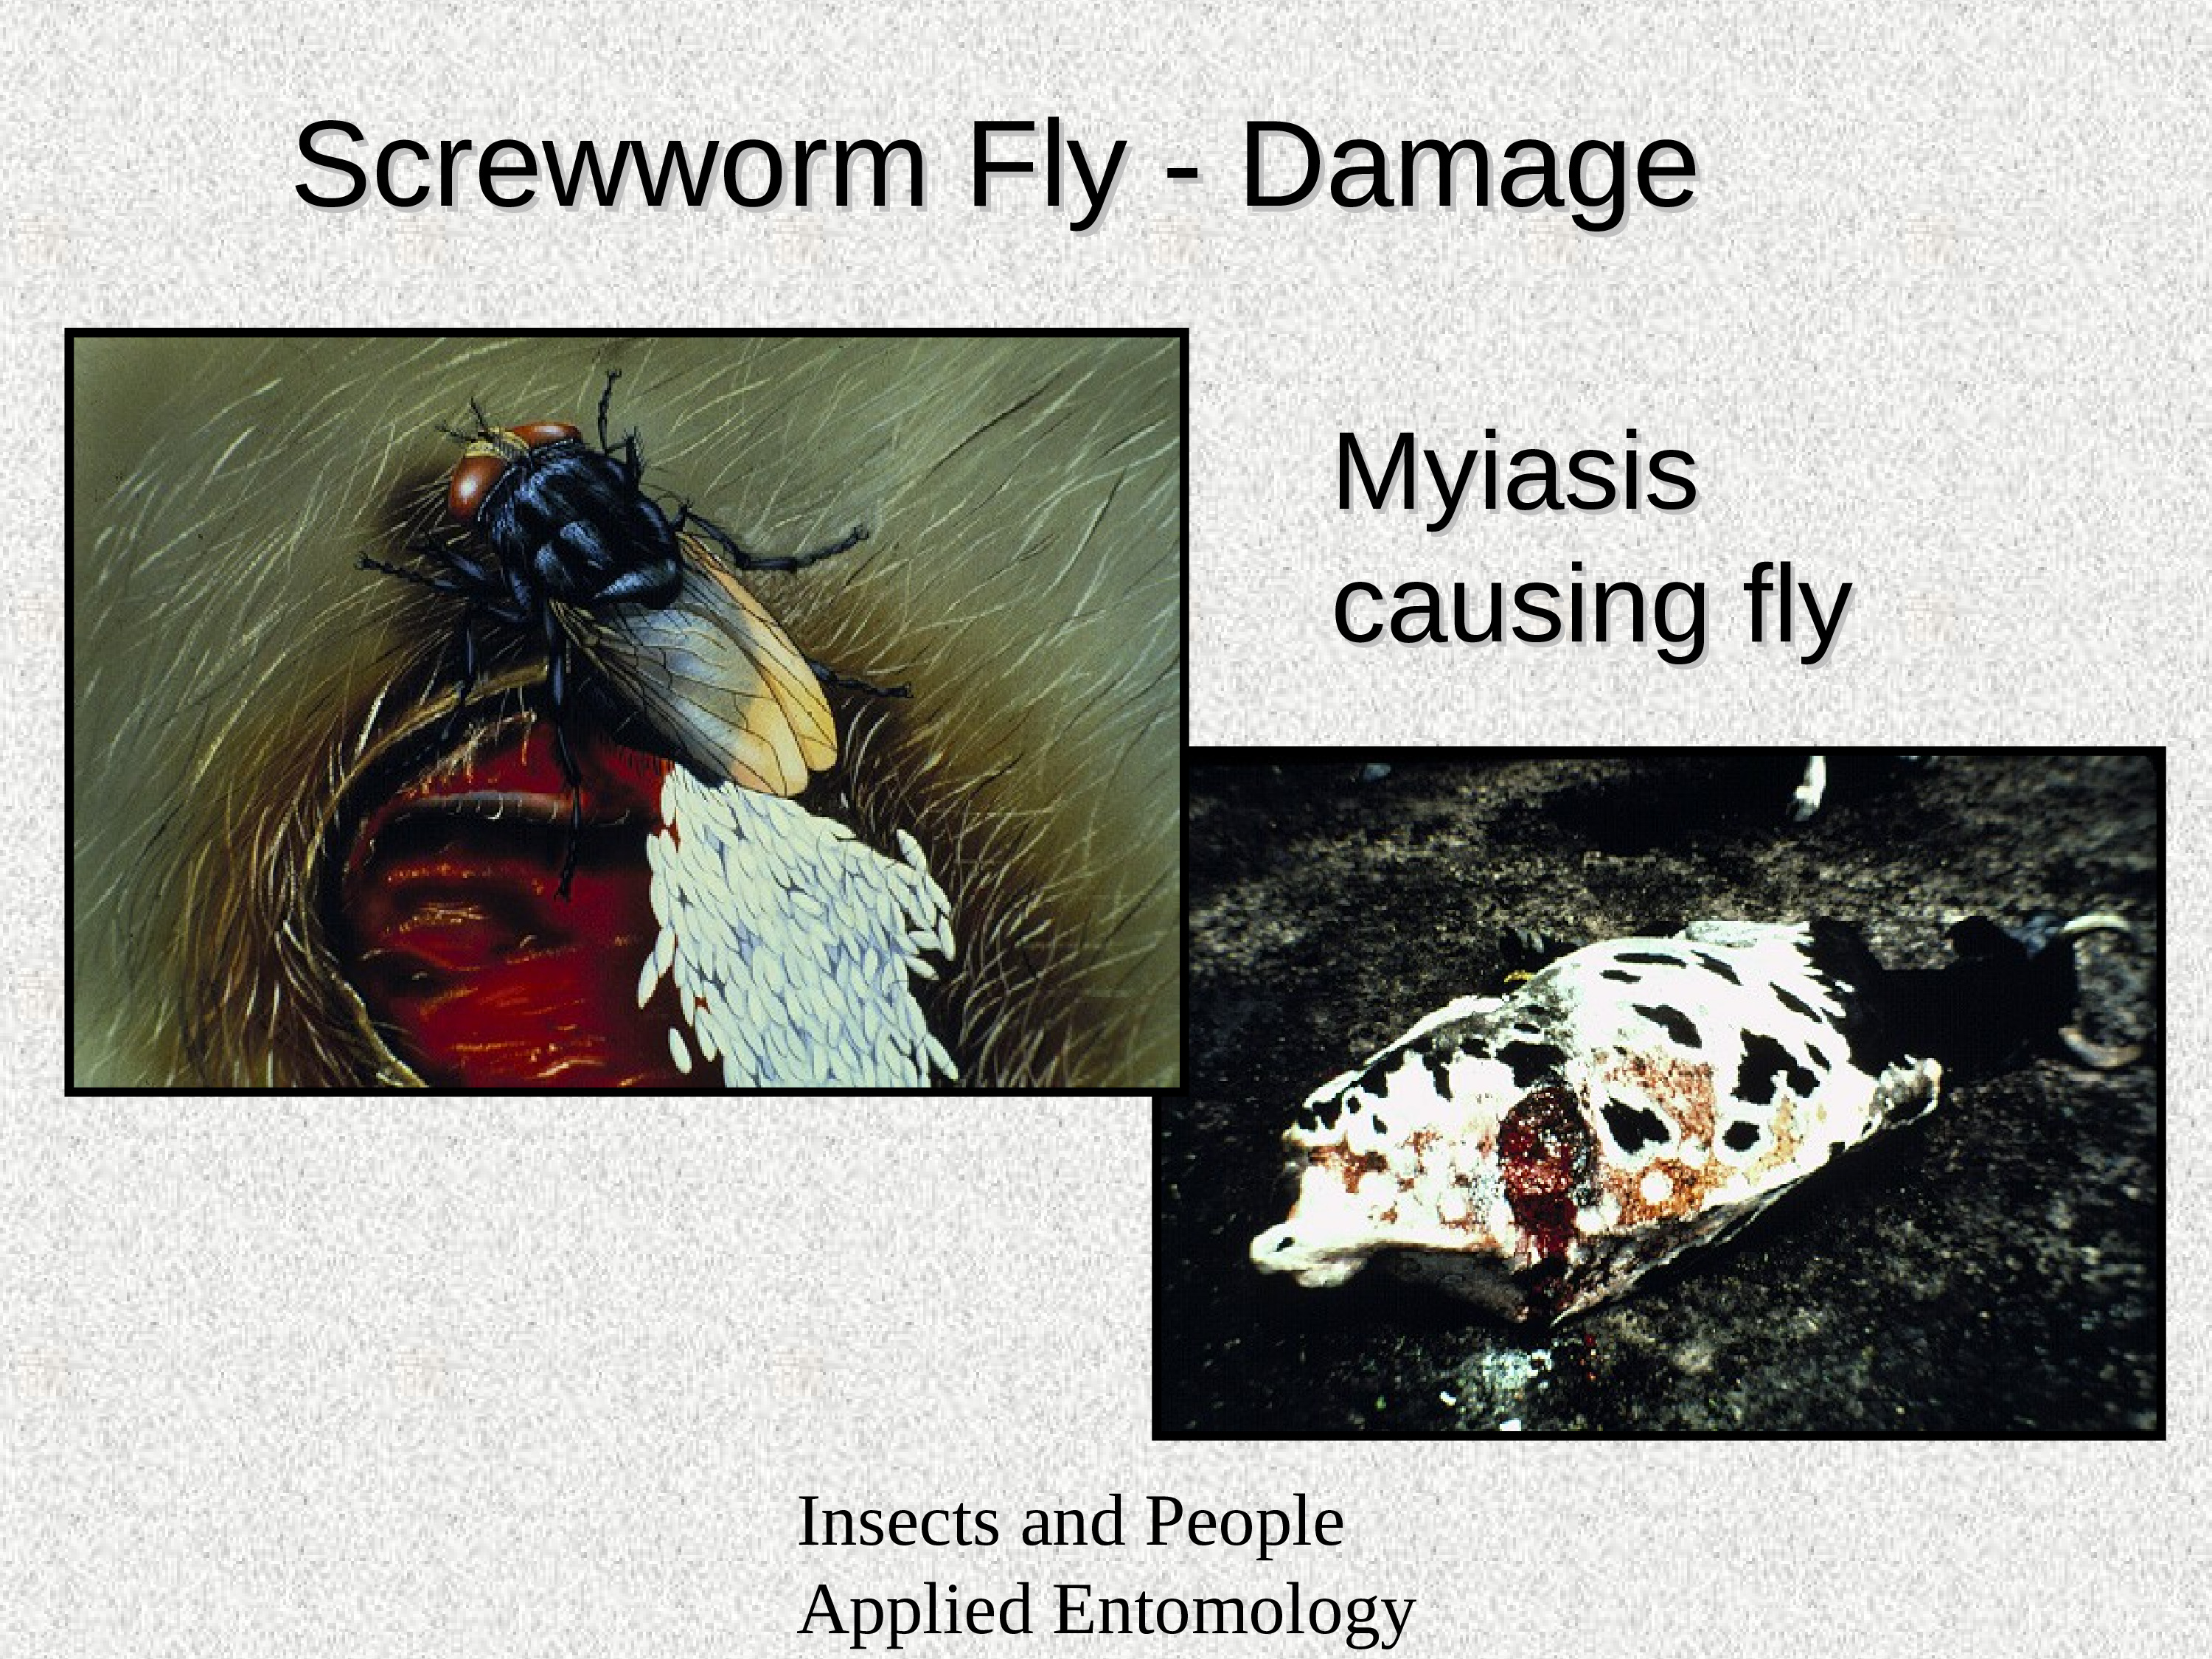 Screwworm Fly - Damage
Myiasis
causing fly
Insects and People
Applied Entomology